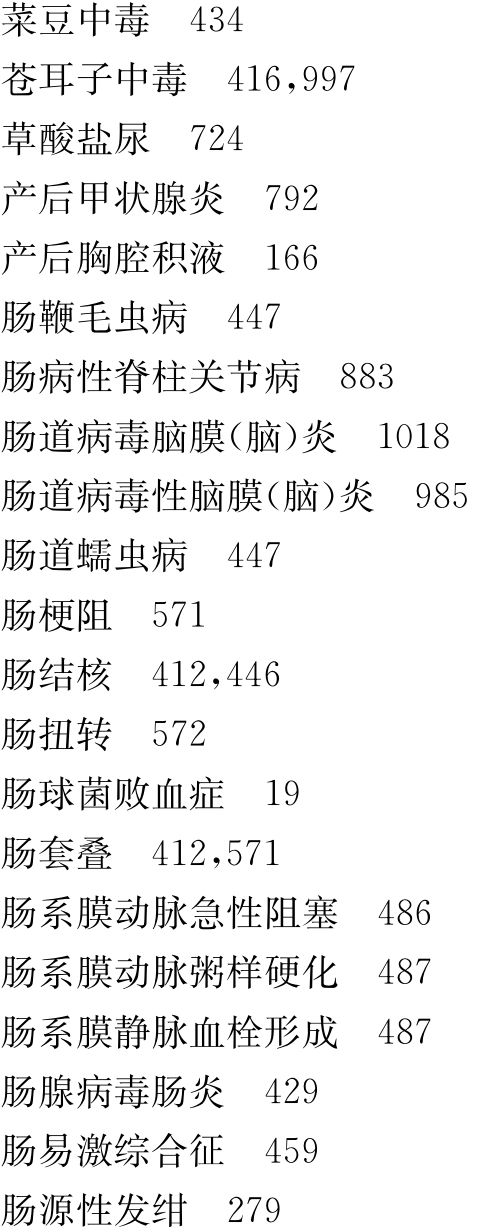 菜豆中毒　434
苍耳子中毒　416,997
草酸盐尿　724
产后甲状腺炎　792
产后胸腔积液　166
肠鞭毛虫病　447
肠病性脊柱关节病　883
肠道病毒脑膜(脑)炎　1018
肠道病毒性脑膜(脑)炎　985
肠道蠕虫病　447
肠梗阻　571
肠结核　412,446
肠扭转　572
肠球菌败血症　19
肠套叠　412,571
肠系膜动脉急性阻塞　486
肠系膜动脉粥样硬化　487
肠系膜静脉血栓形成　487
肠腺病毒肠炎　429
肠易激综合征　459
肠源性发绀　279